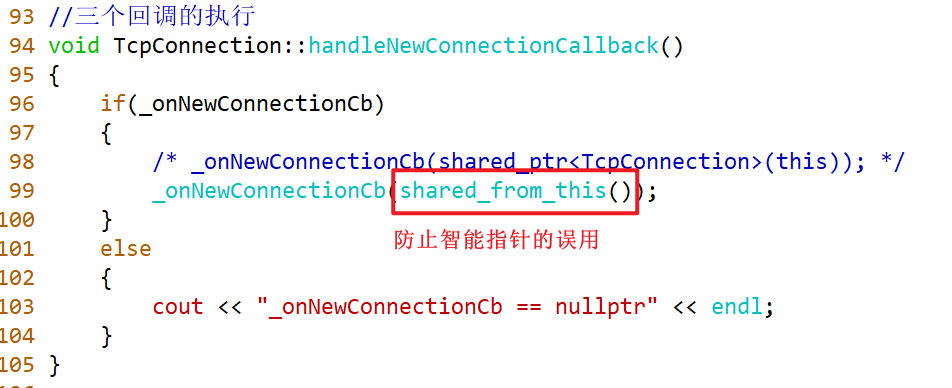 93 //三个回调的执行
94 void TcpConnection::handleNewConnectionCallback()
95 {
96     if(_onNewConnectionCb)
97     {
98         /* _onNewConnectionCb(shared_ptr<TcpConnection>(this)); */
99         _onNewConnectionCb(shared_from_this());
100     }
防止智能指针的误用
101     else
102     {
103         cout << "_onNewConnectionCb == nullptr" << endl;
104     }
105 }